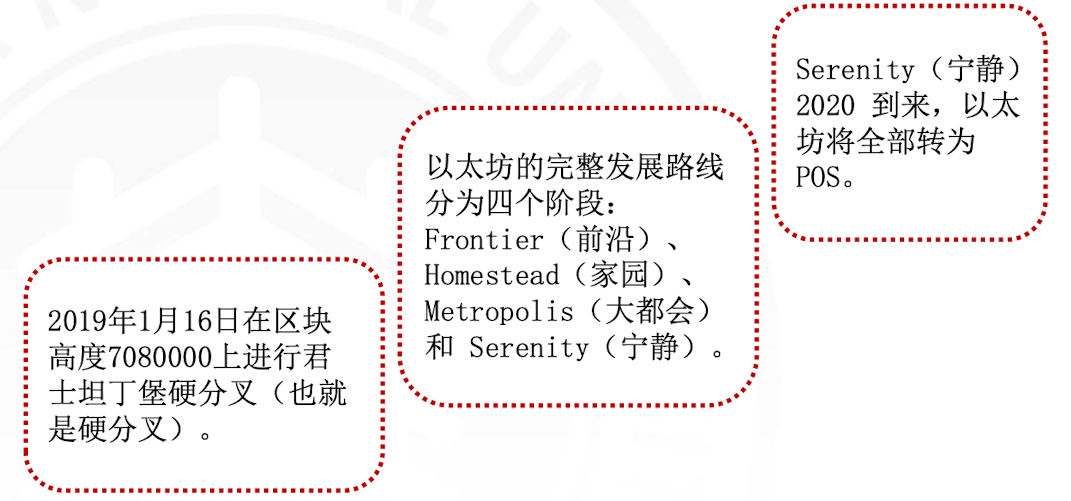 2019年1月16日在区块
高度7080000上进行君
士坦丁堡硬分叉（也就
是硬分叉）。
以太坊的完整发展路线
分为四个阶段：
Frontier（前沿）、
Homestead（家园）、
Metropolis（大都会）
和 Serenity（宁静）。
Serenity（宁静）
2020 到来，以太
坊将全部转为
POS。